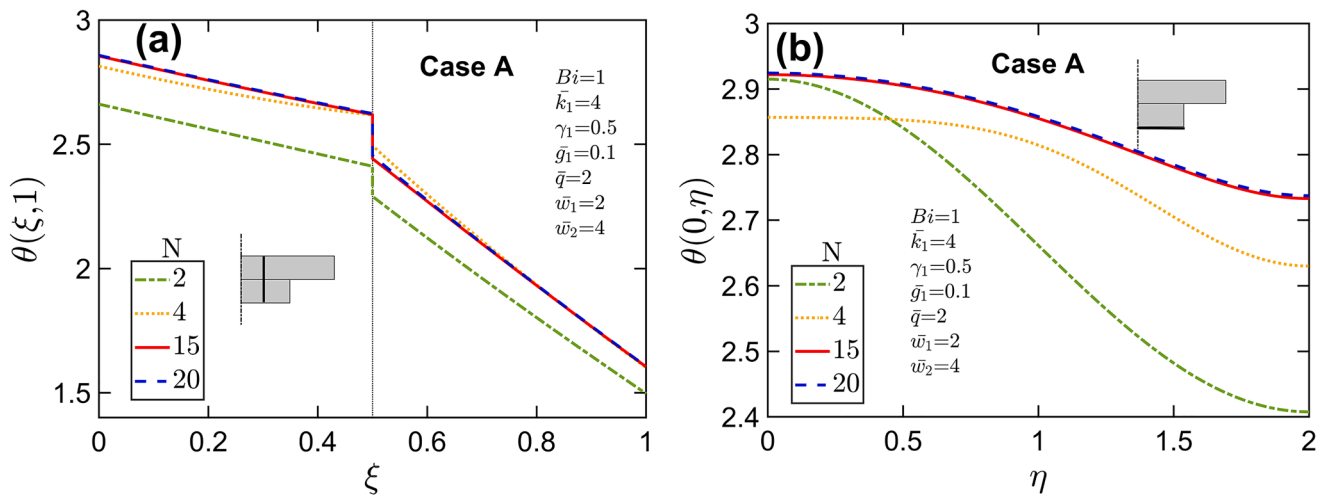 (a)
Case A
Bi=1
k̄₁=4
γ₁=0.5
ḡ₁=0.1
q̄=2
w̄₁=2
w̄₂=4
N
2
4
15
20
θ(ξ,1)
3
2.5
2
1.5
0 0.2 0.4 0.6 0.8 1
ξ
(b)
Case A
Bi=1
k̄₁=4
γ₁=0.5
ḡ₁=0.1
q̄=2
w̄₁=2
w̄₂=4
N
2
4
15
20
θ(0,η)
3
2.9
2.8
2.7
2.6
2.5
2.4
0 0.5 1 1.5 2
η